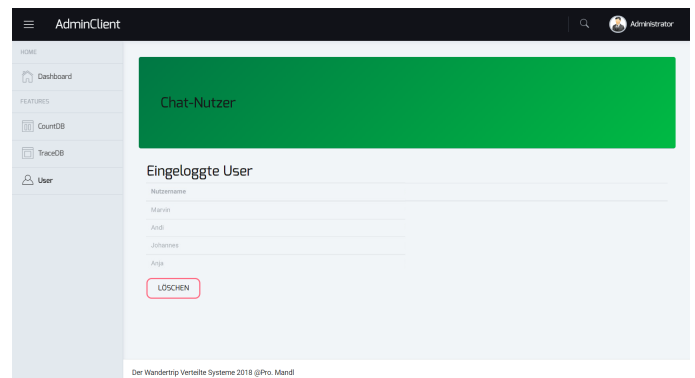 AdminClient
Administrator
HOME
Dashboard
FEATURES
CountDB
TraceDB
User
Chat-Nutzer
Eingeloggte User
Nutzername
Marvin
Andi
Johannes
Anja
LÖSCHEN
Der Wandertrip Verteilte Systeme 2018 @Pro. Mandl